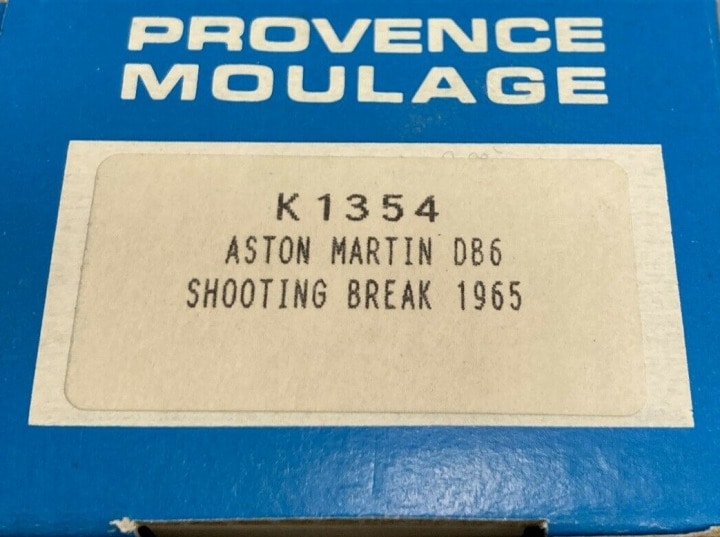 PROVENCE
MOULAGE
K1354
ASTON MARTIN DB6
SHOOTING BREAK 1965